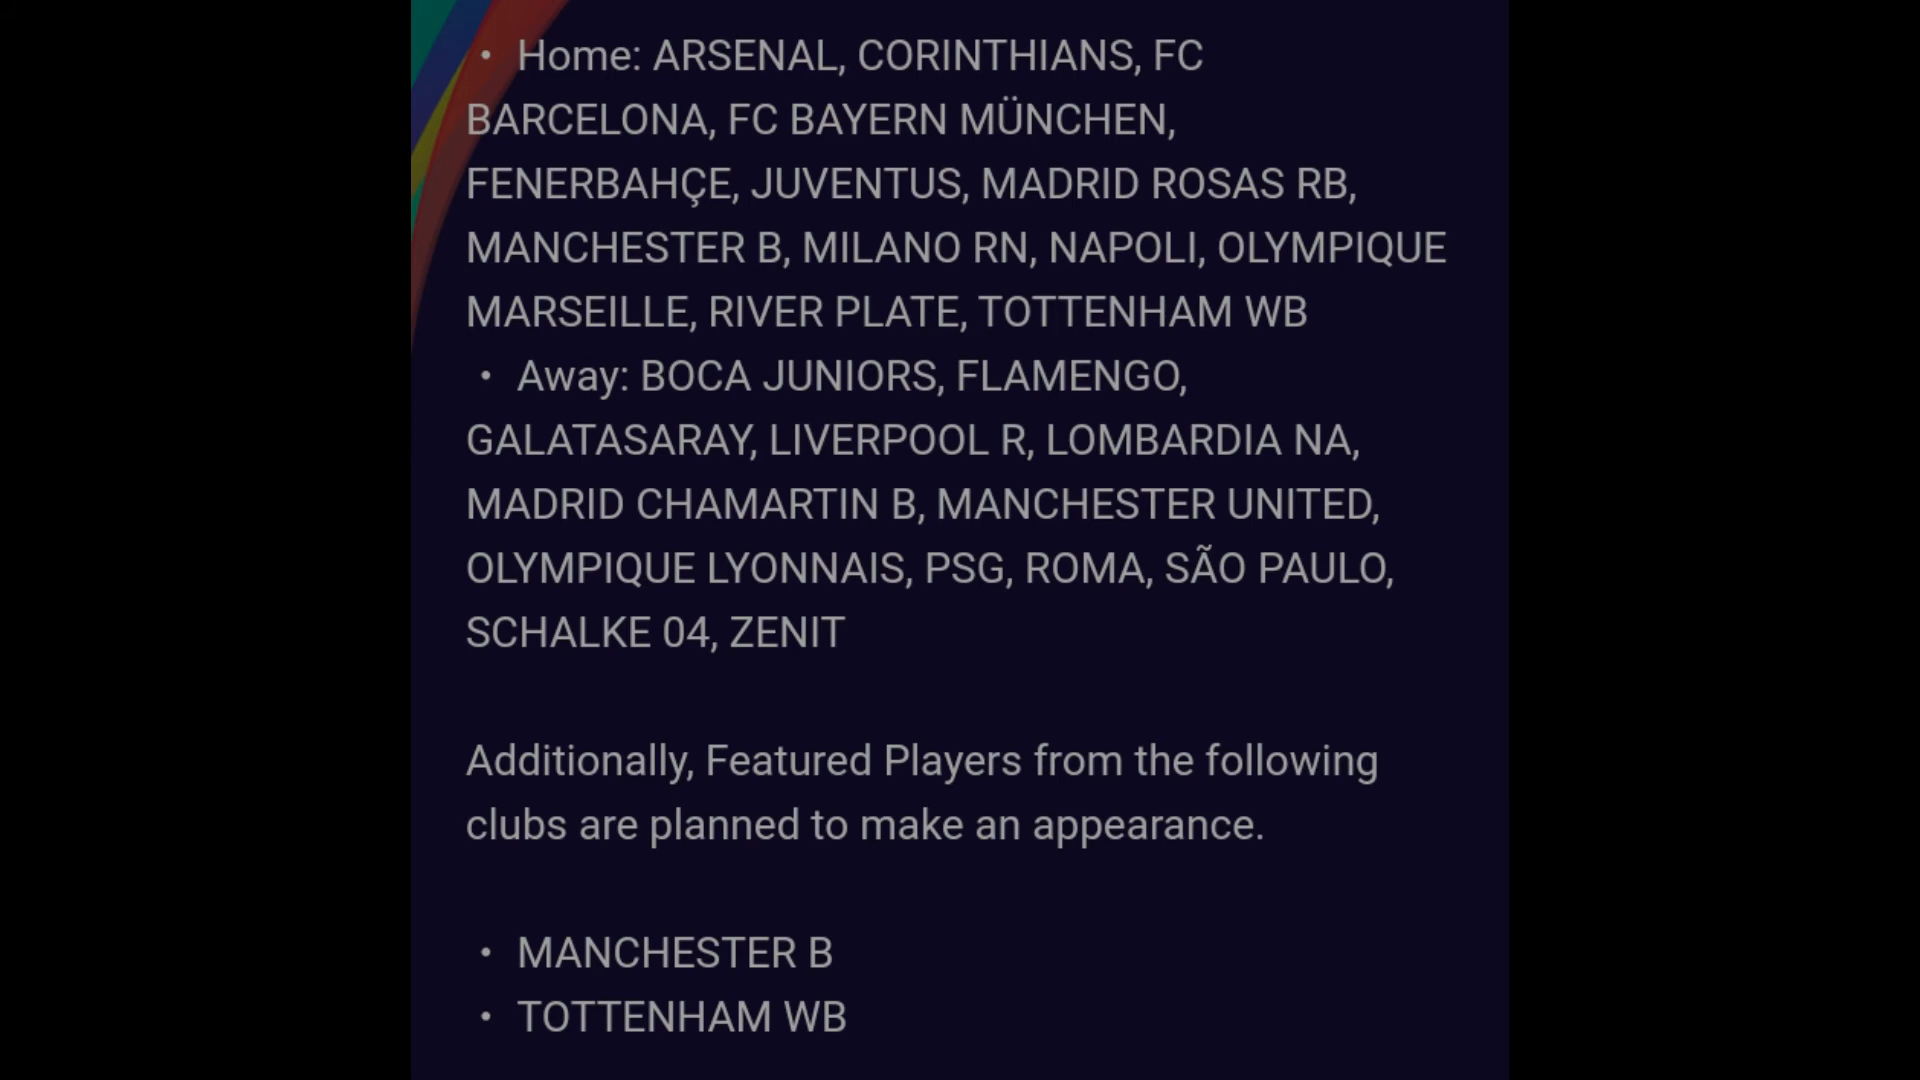 • Home: ARSENAL, CORINTHIANS, FC
BARCELONA, FC BAYERN MÜNCHEN,
FENERBAHÇE, JUVENTUS, MADRID ROSAS RB,
MANCHESTER B, MILANO RN, NAPOLI, OLYMPIQUE
MARSEILLE, RIVER PLATE, TOTTENHAM WB
• Away: BOCA JUNIORS, FLAMENGO,
GALATASARAY, LIVERPOOL R, LOMBARDIA NA,
MADRID CHAMARTIN B, MANCHESTER UNITED,
OLYMPIQUE LYONNAIS, PSG, ROMA, SÃO PAULO,
SCHALKE 04, ZENIT
Additionally, Featured Players from the following
clubs are planned to make an appearance.
• MANCHESTER B
• TOTTENHAM WB